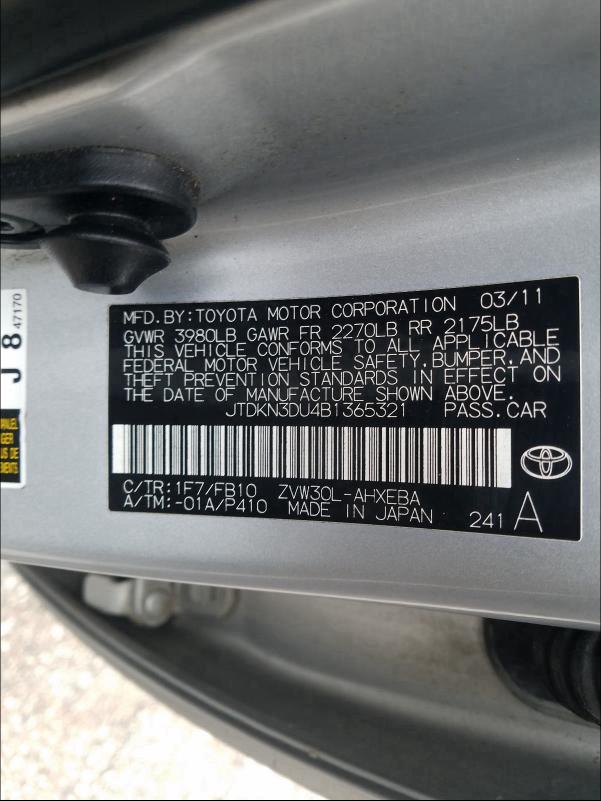 MFD. BY: TOYOTA MOTOR CORPORATION 03/11
GVWR 3980LB GAWR FR 2270LB RR 2175LB
THIS VEHICLE CONFORMS TO ALL APPLICABLE
FEDERAL MOTOR VEHICLE SAFETY, BUMPER, AND
THEFT PREVENTION STANDARDS IN EFFECT ON
THE DATE OF MANUFACTURE SHOWN ABOVE.
JTDKN3DU4B1365321 PASS.CAR
C/TR: 1F7/FB10 ZVW30L-AHXEBA
A/TM:-01A/P410 MADE IN JAPAN 241 A
J 8 47170